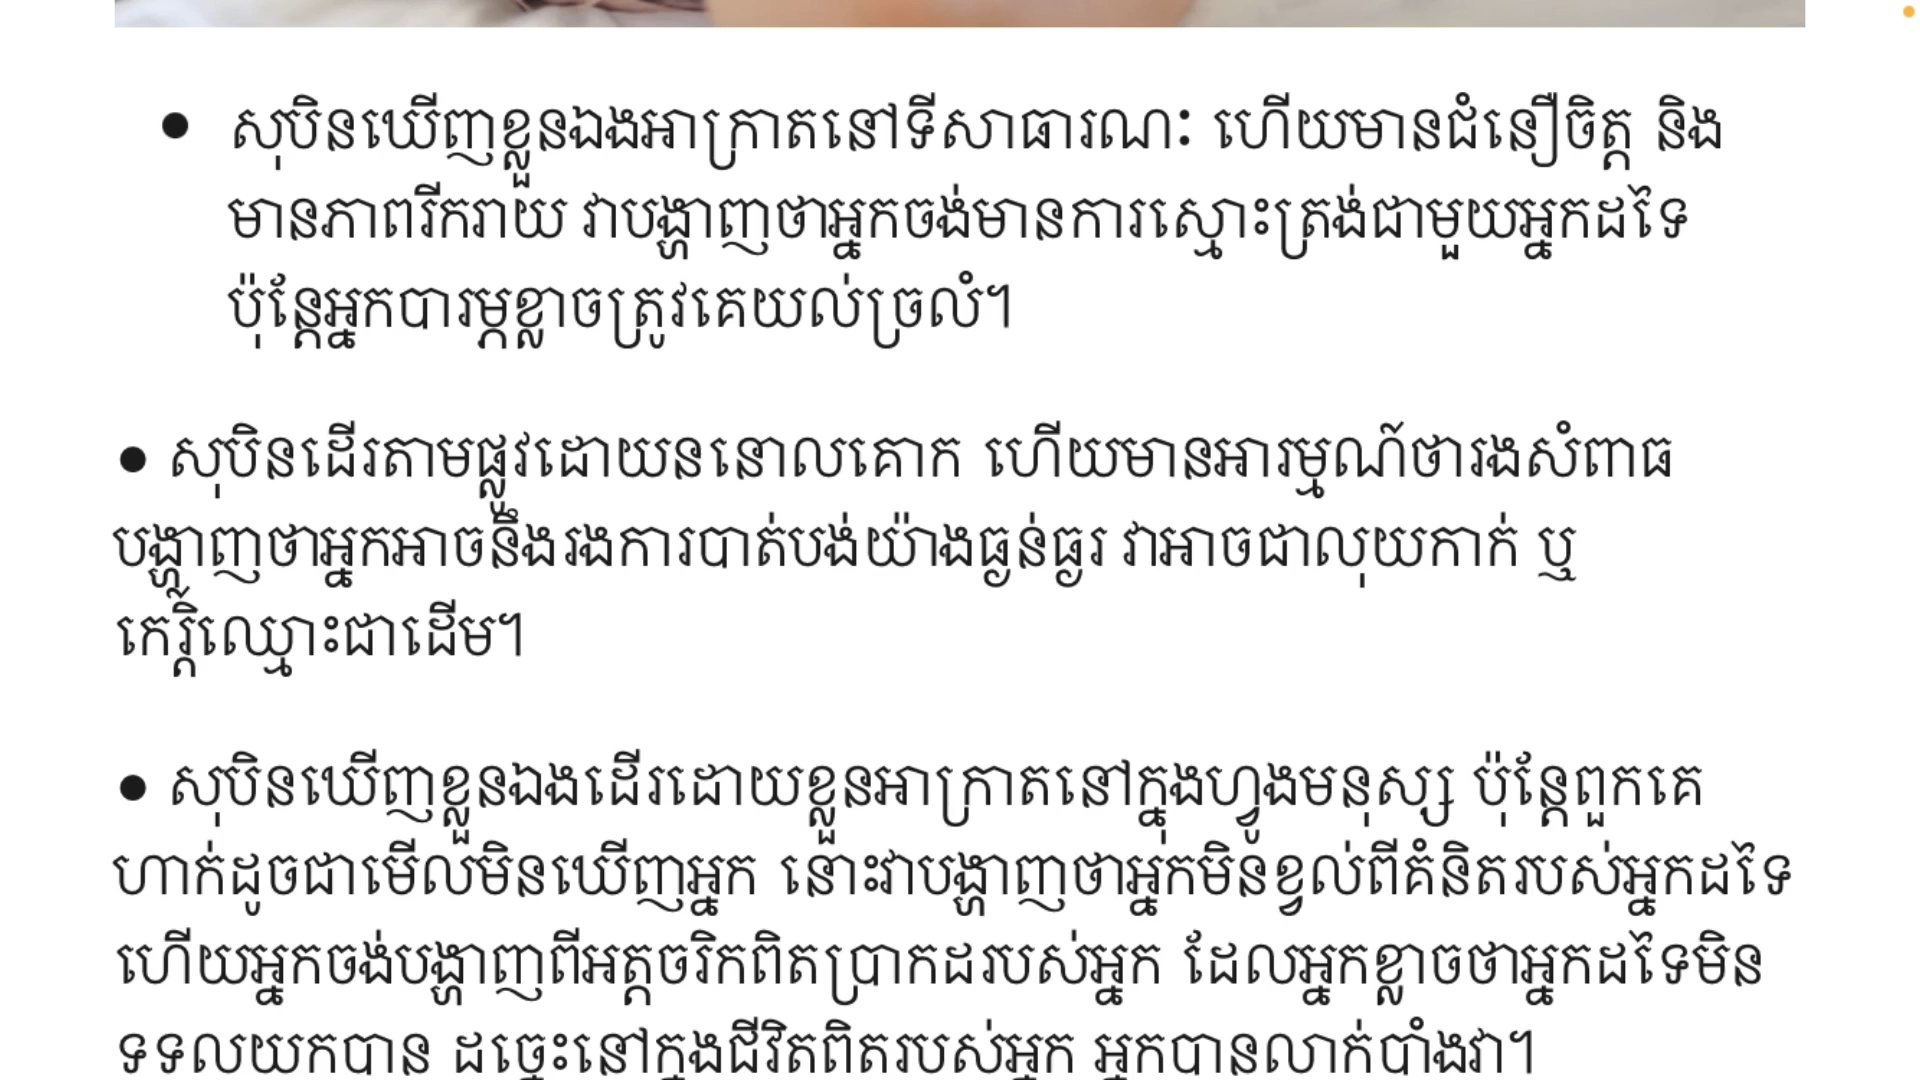 ● សុបិនឃើញខ្លួនឯងអាក្រាតនៅទីសាធារណៈ ហើយមានជំនឿចិត្ត និង
មានភាពរីករាយ វាបង្ហាញថាអ្នកចង់មានការស្មោះត្រង់ជាមួយអ្នកដទៃ
ប៉ុន្តែអ្នកបារម្ភខ្លាចត្រូវគេយល់ច្រលំ។
● សុបិនដើរតាមផ្លូវដោយននោលគោក ហើយមានអារម្មណ៍ថារងសំពាធ
បង្ហាញថាអ្នកអាចនឹងរងការបាត់បង់យ៉ាងធ្ងន់ធ្ងរ វាអាចជាលុយកាក់ ឬ
កេរ្តិ៍ឈ្មោះជាដើម។
● សុបិនឃើញខ្លួនឯងដើរដោយខ្លួនអាក្រាតនៅក្នុងហ្វូងមនុស្ស ប៉ុន្តែពួកគេ
ហាក់ដូចជាមើលមិនឃើញអ្នក នោះវាបង្ហាញថាអ្នកមិនខ្វល់ពីគំនិតរបស់អ្នកដទៃ
ហើយអ្នកចង់បង្ហាញពីអត្តចរិកពិតប្រាកដរបស់អ្នក ដែលអ្នកខ្លាចថាអ្នកដទៃមិន
ទទលយកបាន ដច្នេះនៅក្នុងជីវិតពិតរបស់អ្នក អ្នកបានលាក់បាំងវា។